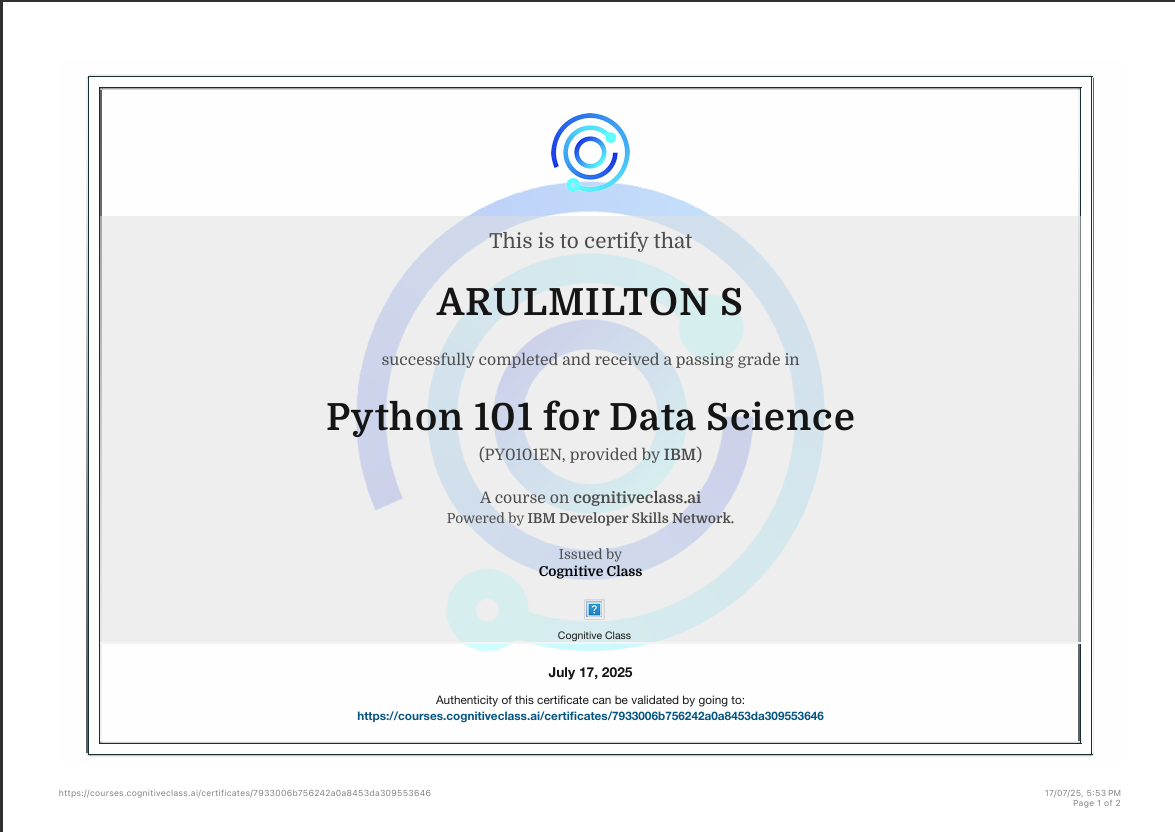 This is to certify that
ARULMILTON S
successfully completed and received a passing grade in
Python 101 for Data Science
(PY0101EN, provided by IBM)
A course on cognitiveclass.ai
Powered by IBM Developer Skills Network.
Issued by
Cognitive Class
?
Cognitive Class
July 17, 2025
Authenticity of this certificate can be validated by going to:
https://courses.cognitiveclass.ai/certificates/7933006b756242a0a8453da309553646
https://courses.cognitiveclass.ai/certificates/7933006b756242a0a8453da309553646
17/07/25, 5:53 PM
Page 1 of 2